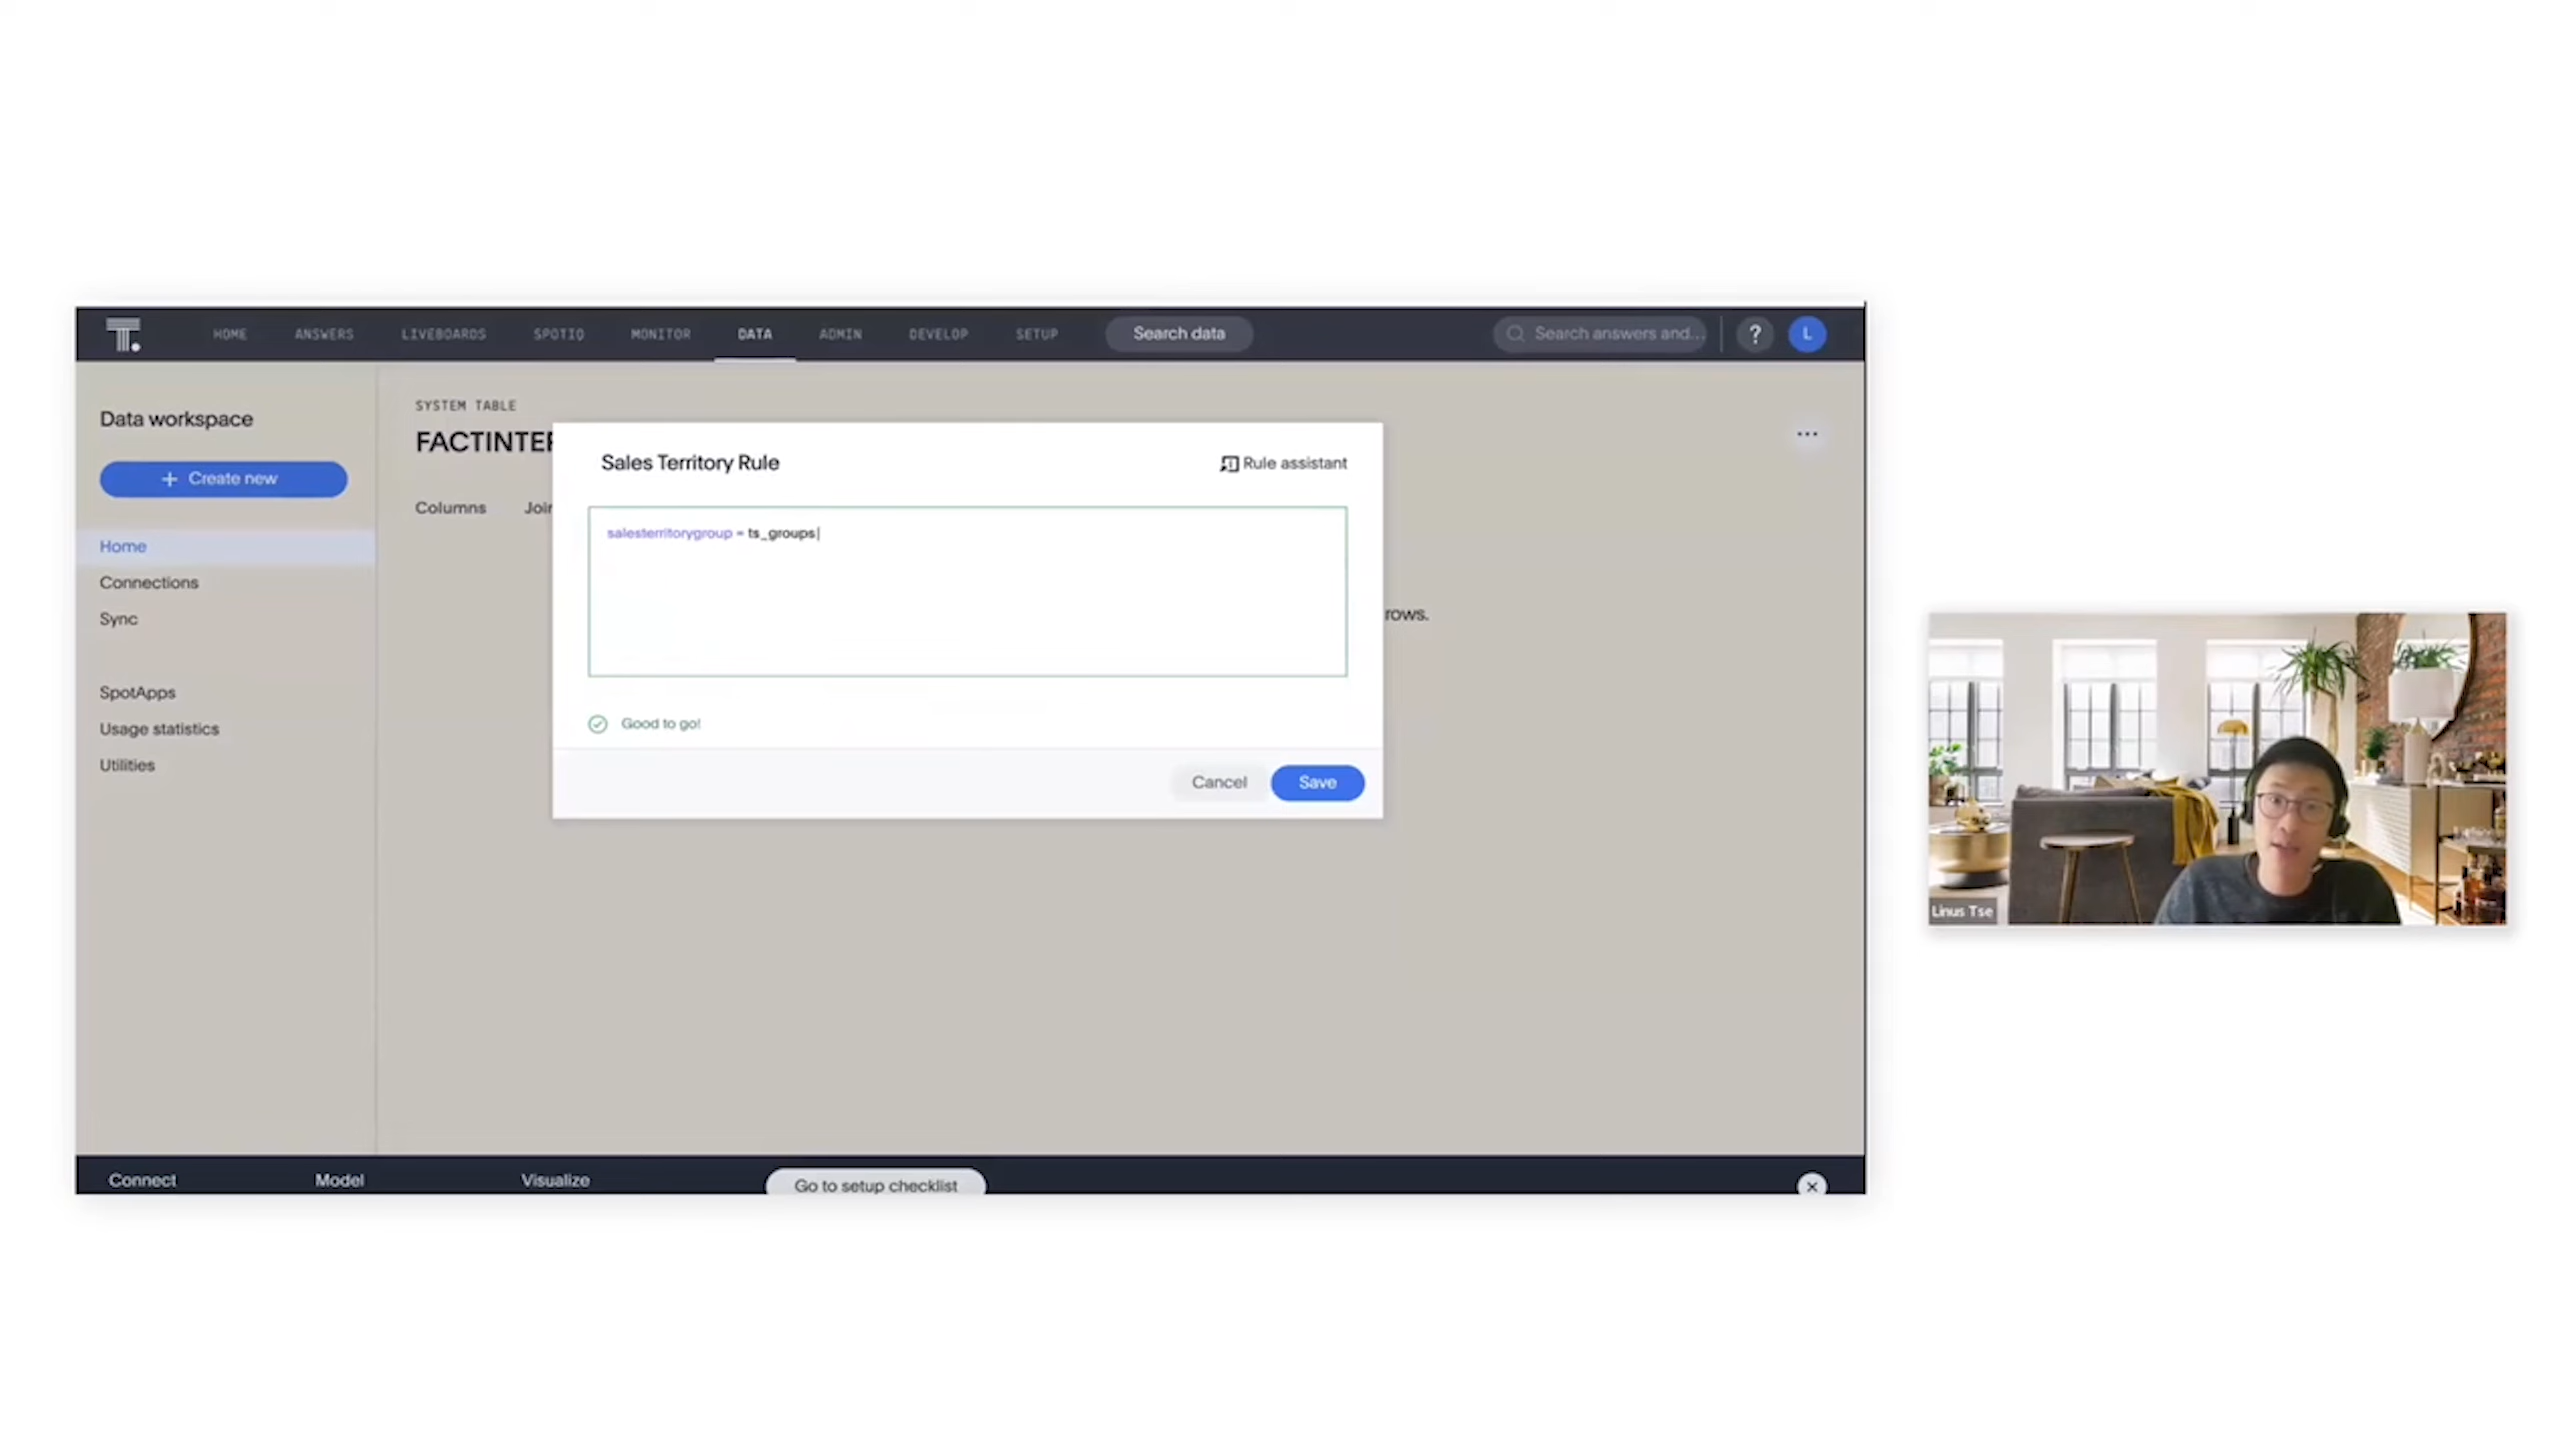 HOME ANSWERS LIVEBOARDS SPOTIQ MONITOR DATA ADMIN DEVELOP SETUP Search data Search answers and... ? L
Data workspace
+ Create new
Home
Connections
Sync
SpotApps
Usage statistics
Utilities
SYSTEM TABLE
FACTINTER
Columns Join
rows.
Sales Territory Rule
Rule assistant
salesterritorygroup = ts_groups
Good to go!
Cancel Save
Connect Model Visualize Go to setup checklist
Linus Tse